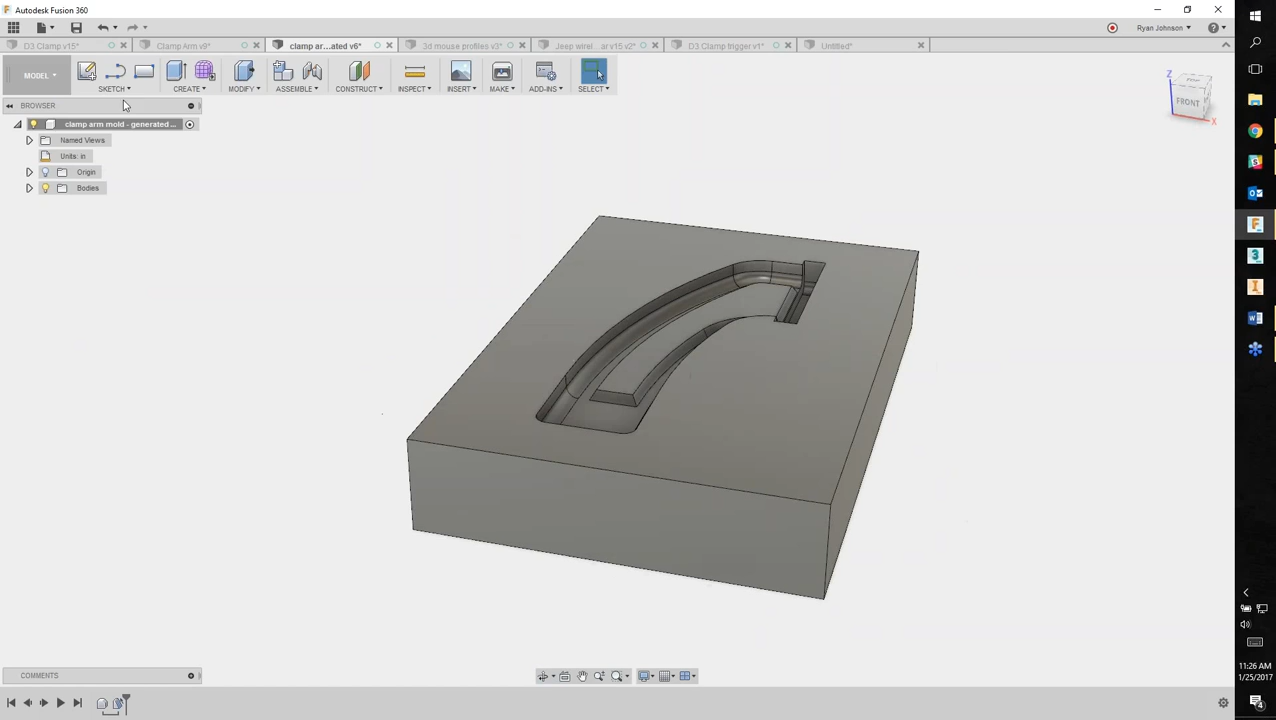 Autodesk Fusion 360
Ryan Johnson
D3 Clamp v15*
Clamp Arm v9*
clamp ar...ated v6*
3d mouse profiles v3*
Jeep wirel ...ar v15 v2*
D3 Clamp trigger v1*
Untitled*
MODEL
SKETCH
CREATE
MODIFY
ASSEMBLE
CONSTRUCT
INSPECT
INSERT
MAKE
ADD-INS
SELECT
BROWSER
clamp arm mold - generated ...
Named Views
Units: in
Origin
Bodies
Z
FRONT
X
COMMENTS
11:26 AM
1/25/2017
4